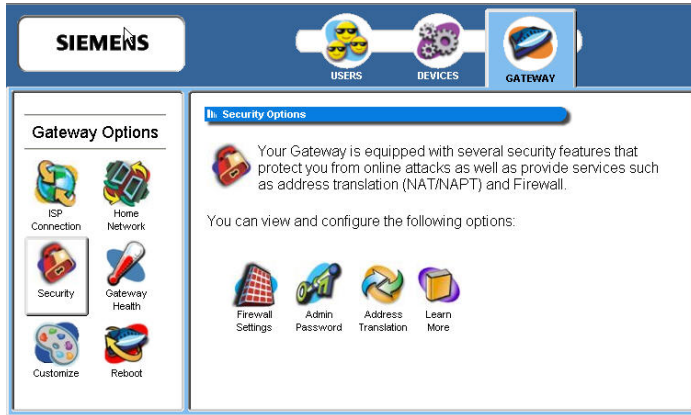 SIEMENS
USERS
DEVICES
GATEWAY
Gateway Options
ISP
Connection
Home
Network
Security
Gateway
Health
Customize
Reboot
Security Options
Your Gateway is equipped with several security features that
protect you from online attacks as well as provide services such
as address translation (NAT/NAPT) and Firewall.
You can view and configure the following options:
Firewall
Settings
Admin
Password
Address
Translation
Learn
More